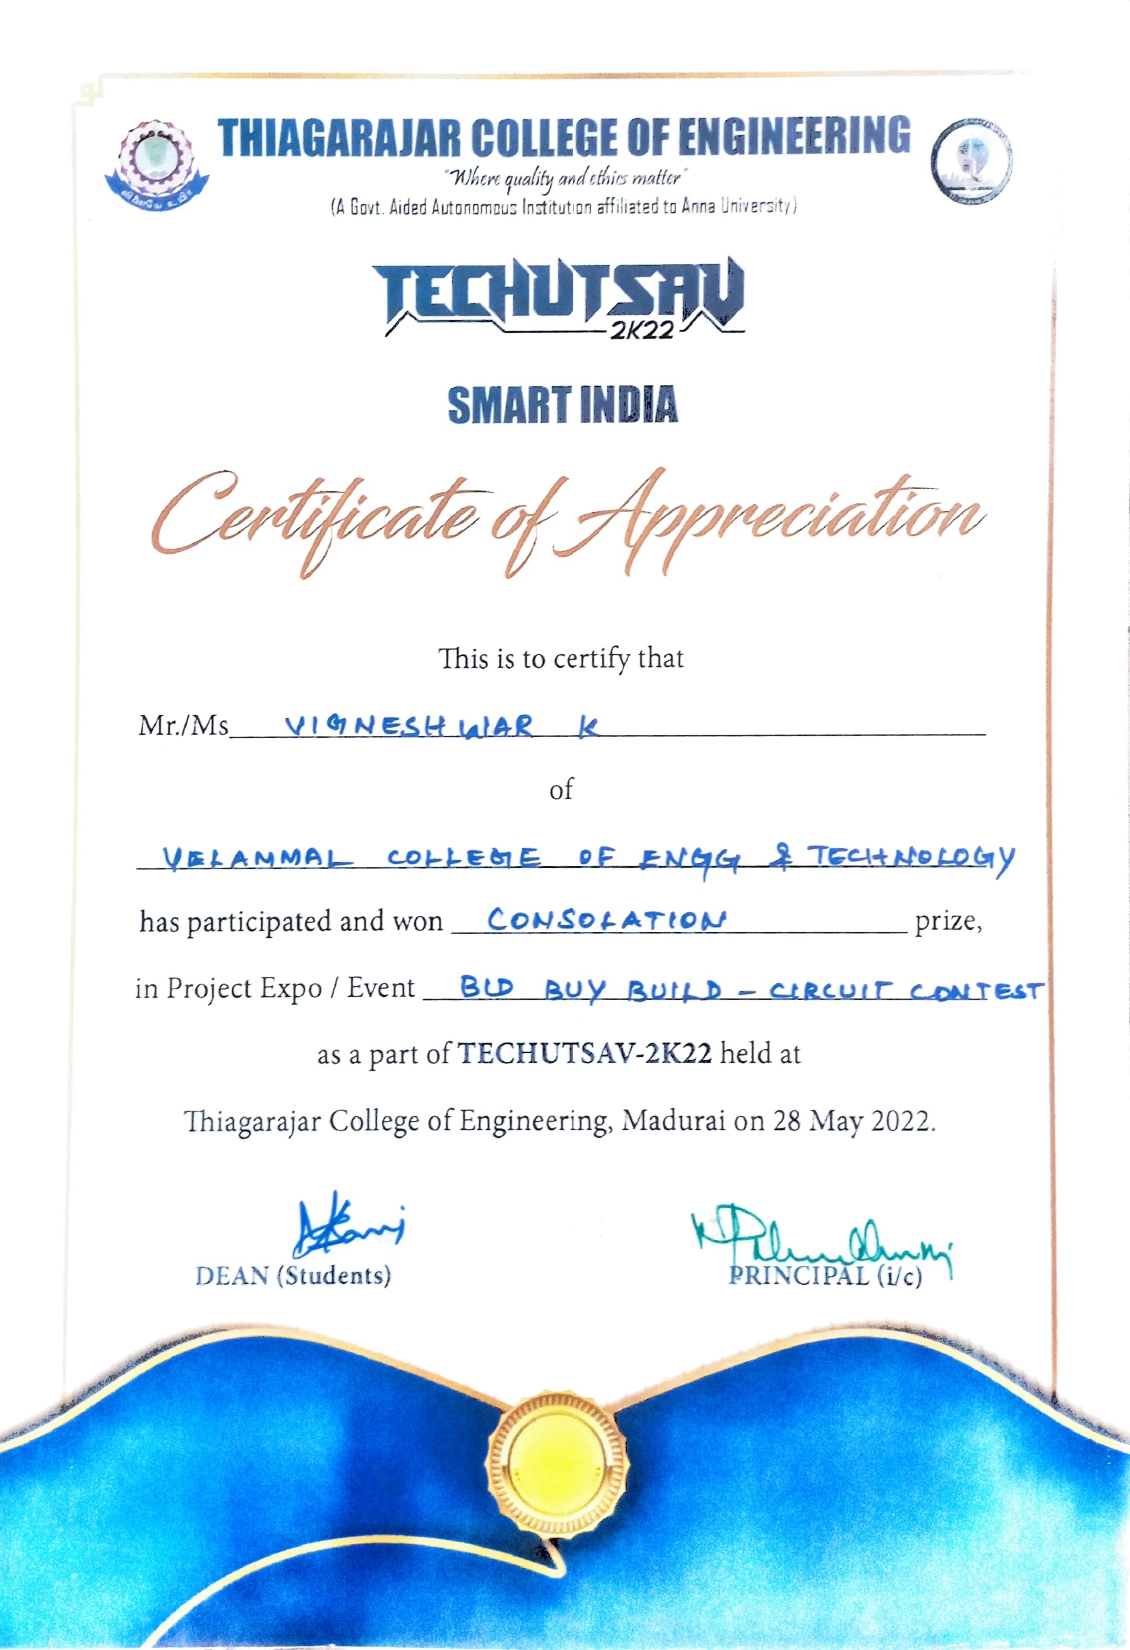 THIAGARAJAR COLLEGE OF ENGINEERING
"Where quality and ethics matter"
(A Govt. Aided Autonomous Institution affiliated to Anna University)
TECHUTSAV
2K22
SMART INDIA
Certificate of Appreciation
This is to certify that
Mr./Ms VIGNESHWAR K
of
VELAMMAL COLLEGE OF ENGG & TECHNOLOGY
has participated and won CONSOLATION prize,
in Project Expo / Event BID BUY BUILD - CIRCUIT CONTEST
as a part of TECHUTSAV-2K22 held at
Thiagarajar College of Engineering, Madurai on 28 May 2022.
DEAN (Students) PRINCIPAL (i/c)